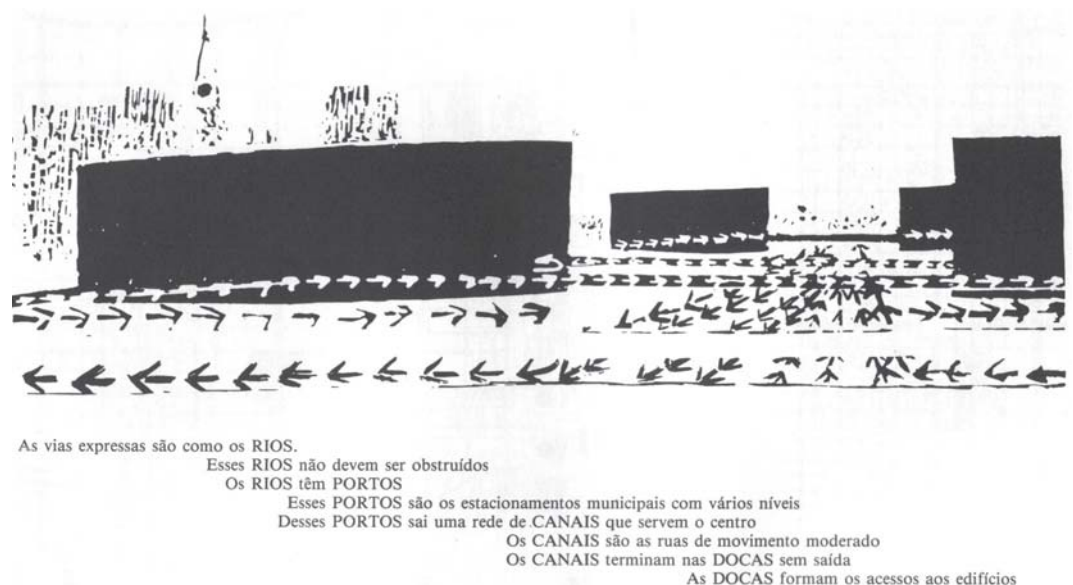 As vias expressas são como os RIOS.
Esses RIOS não devem ser obstruídos
Os RIOS têm PORTOS
Esses PORTOS são os estacionamentos municipais com vários níveis
Desses PORTOS sai uma rede de CANAIS que servem o centro
Os CANAIS são as ruas de movimento moderado
Os CANAIS terminam nas DOCAS sem saída
As DOCAS formam os acessos aos edifícios